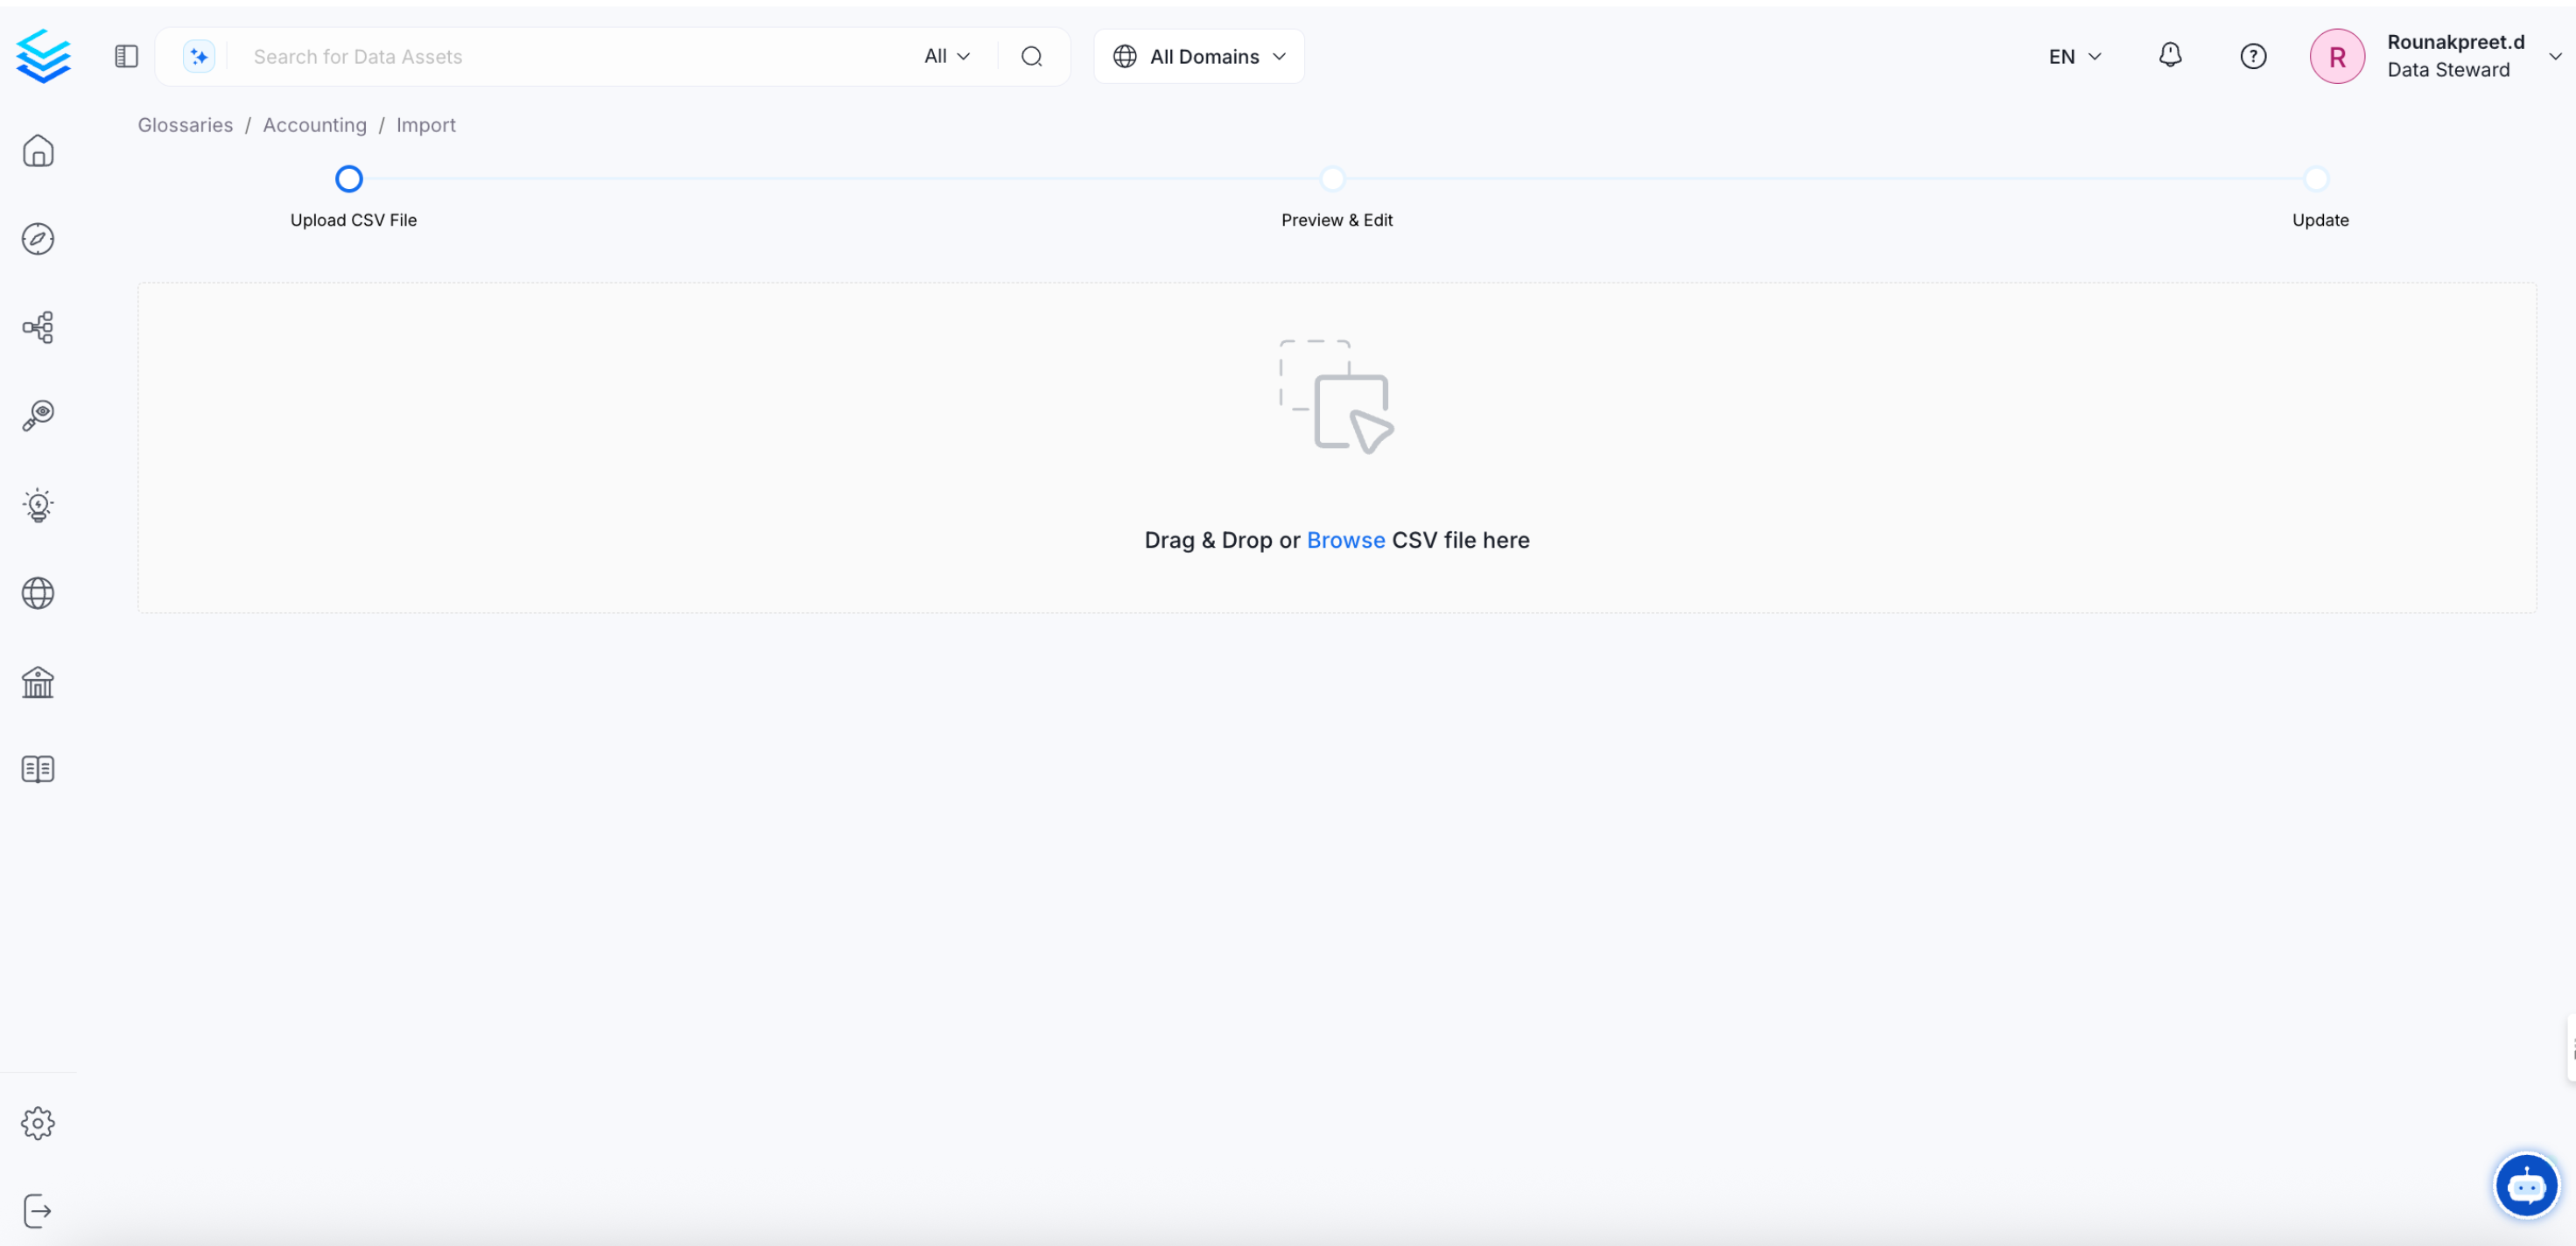 Search for Data Assets
All
All Domains
EN
R
Rounakpreet.d
Data Steward
Glossaries / Accounting / Import
Upload CSV File
Preview & Edit
Update
Drag & Drop or Browse CSV file here